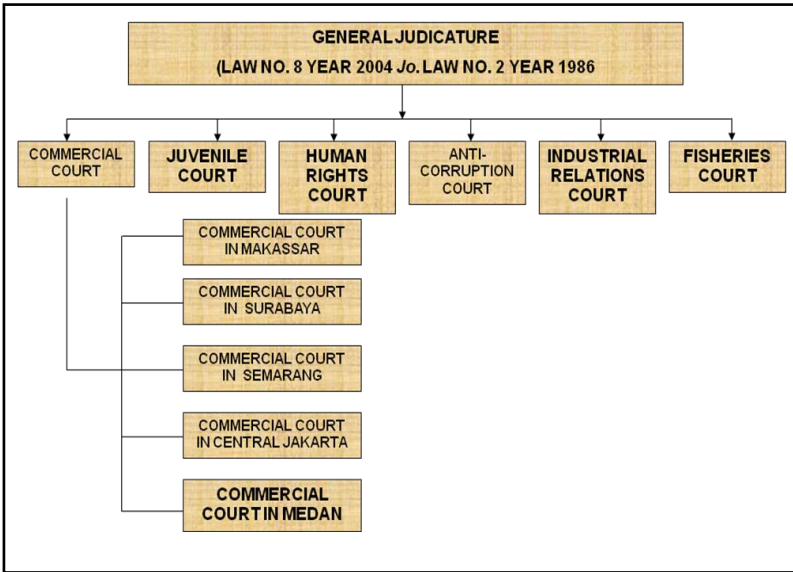 GENERAL JUDICATURE
(LAW NO. 8 YEAR 2004 Jo. LAW NO. 2 YEAR 1986
COMMERCIAL
COURT
JUVENILE
COURT
HUMAN
RIGHTS
COURT
ANTI-
CORRUPTION
COURT
INDUSTRIAL
RELATIONS
COURT
FISHERIES
COURT
COMMERCIAL COURT
IN MAKASSAR
COMMERCIAL COURT
IN SURABAYA
COMMERCIAL COURT
IN SEMARANG
COMMERCIAL COURT
IN CENTRAL JAKARTA
COMMERCIAL
COURT IN MEDAN